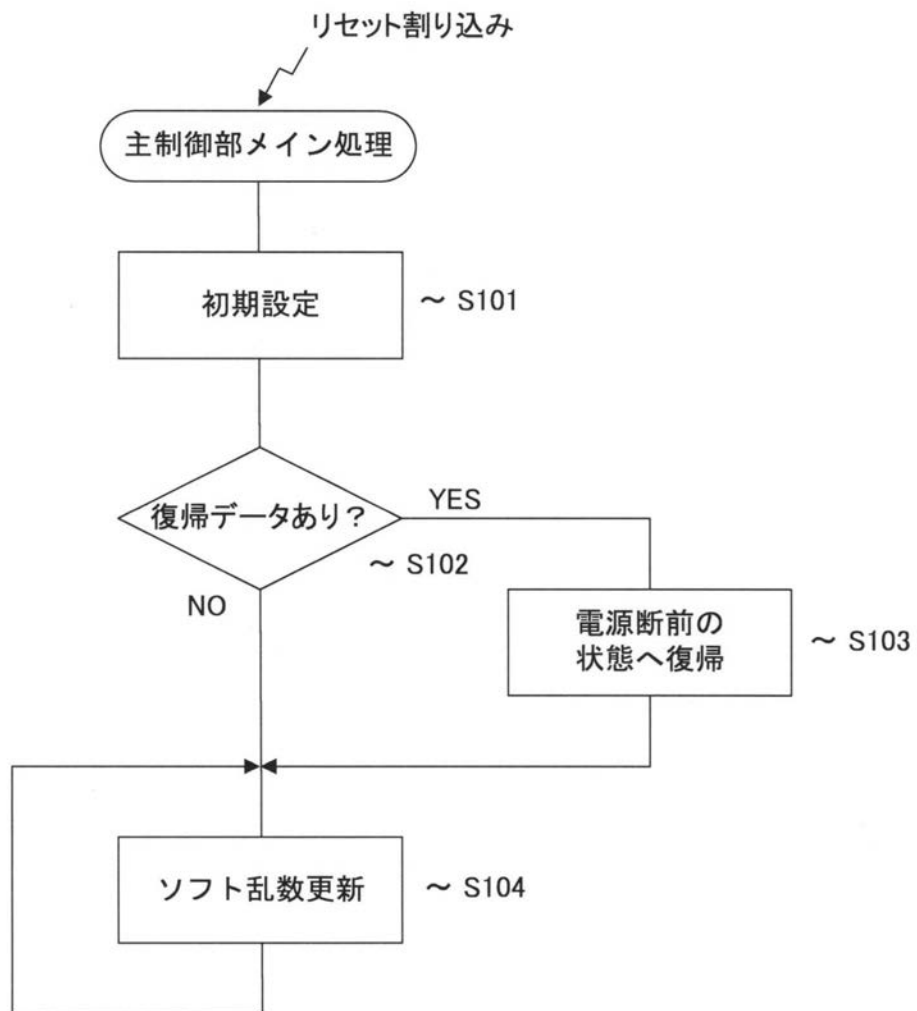 リセット割り込み
主制御部メイン処理
初期設定
～ S101
復帰データあり？
YES
～ S102
NO
電源断前の
状態へ復帰
～ S103
ソフト乱数更新
～ S104